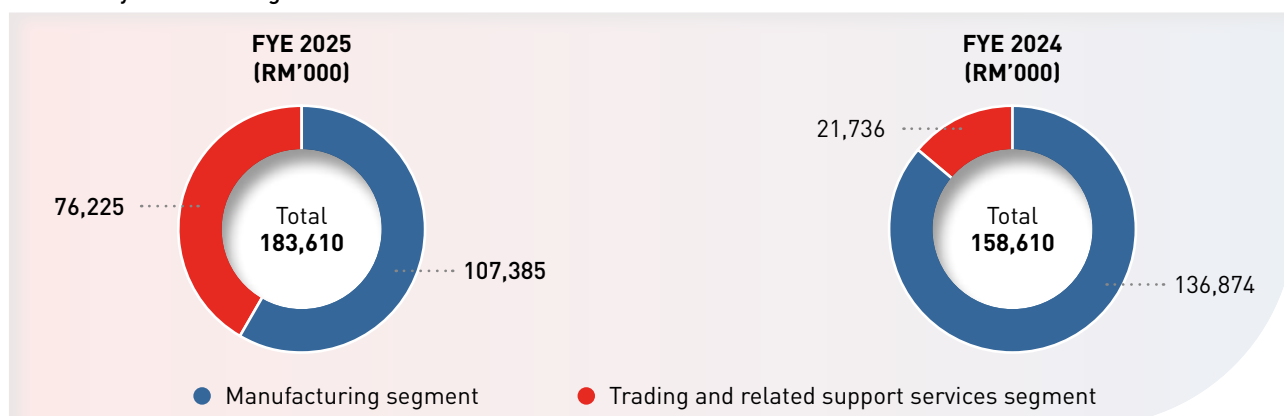 FYE 2025
(RM’000)
FYE 2024
(RM’000)
76,225
Total
183,610
107,385
21,736
Total
158,610
136,874
Manufacturing segment
Trading and related support services segment